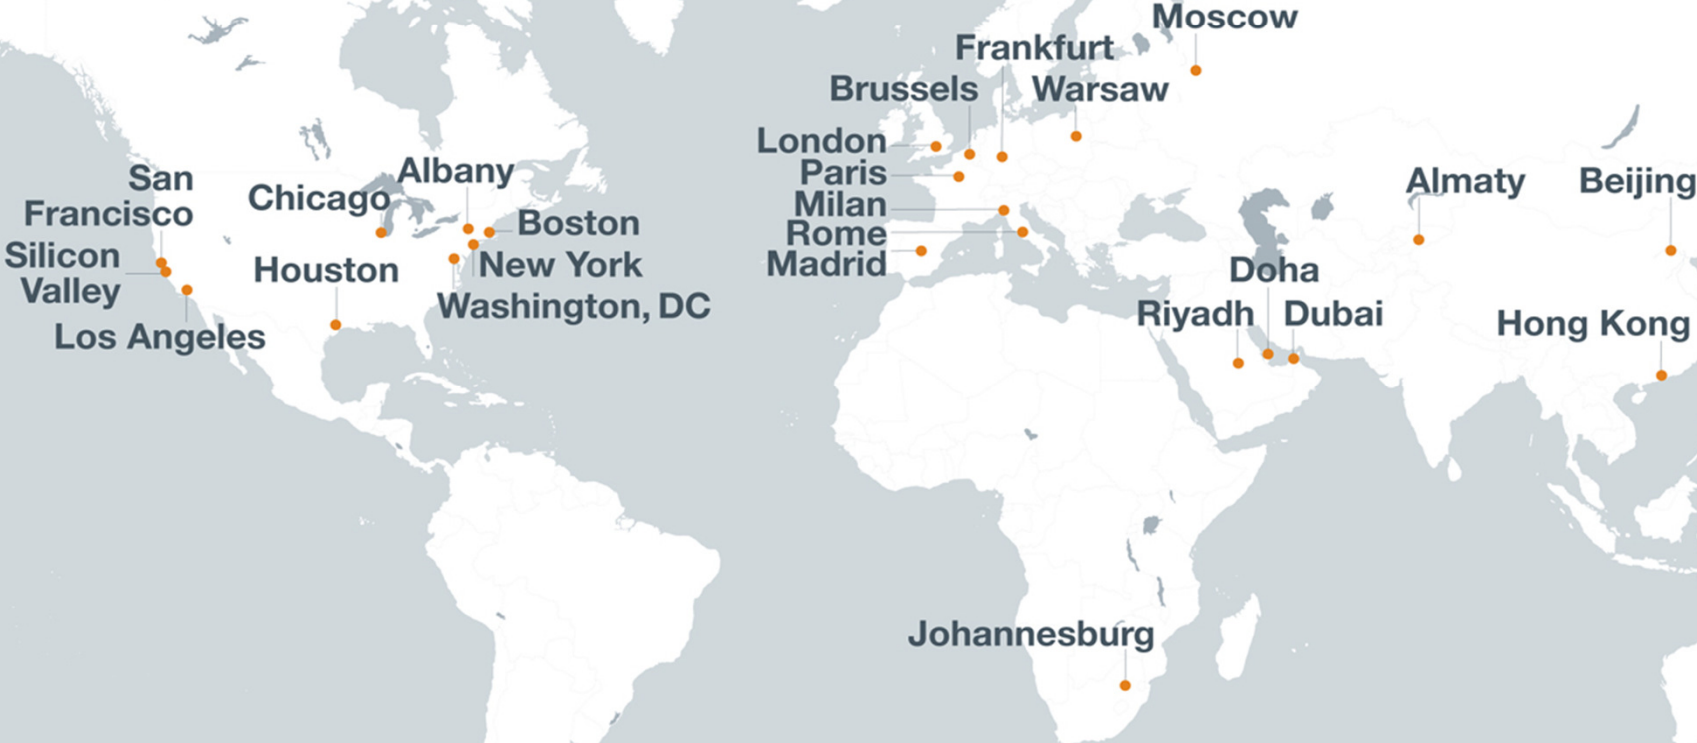 Moscow
Frankfurt
Brussels
Warsaw
London
Paris
Milan
Rome
Madrid
San
Francisco
Silicon
Valley
Los Angeles
Chicago
Albany
Boston
New York
Washington, DC
Houston
Almaty
Beijing
Doha
Riyadh
Dubai
Hong Kong
Johannesburg